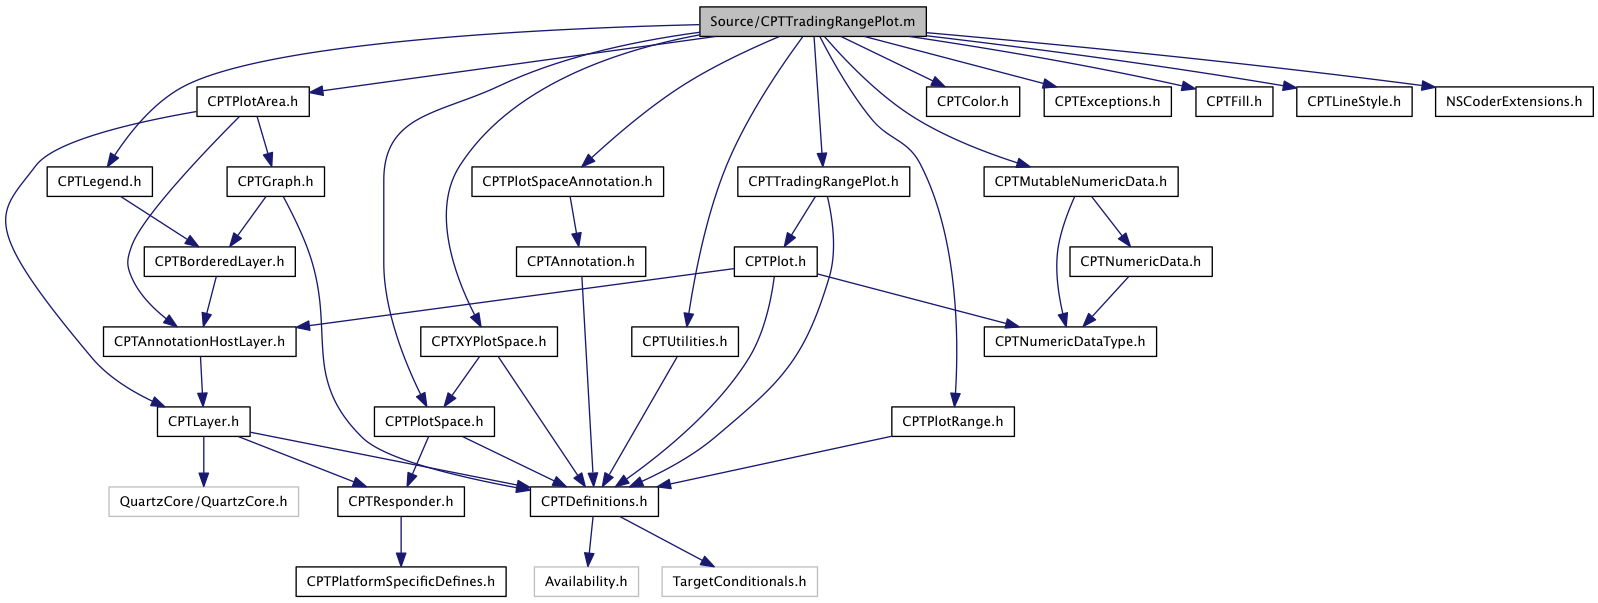 Source/CPTTradingRangePlot.m
CPTPlotArea.h
CPTColor.h
CPTExceptions.h
CPTFill.h
CPTLineStyle.h
NSCoderExtensions.h
CPTLegend.h
CPTGraph.h
CPTPlotSpaceAnnotation.h
CPTTradingRangePlot.h
CPTMutableNumericData.h
CPTBorderedLayer.h
CPTAnnotation.h
CPTPlot.h
CPTNumericData.h
CPTAnnotationHostLayer.h
CPTXYPlotSpace.h
CPTUtilities.h
CPTNumericDataType.h
CPTLayer.h
CPTPlotSpace.h
CPTPlotRange.h
QuartzCore/QuartzCore.h
CPTResponder.h
CPTDefinitions.h
CPTPlatformSpecificDefines.h
Availability.h
TargetConditionals.h